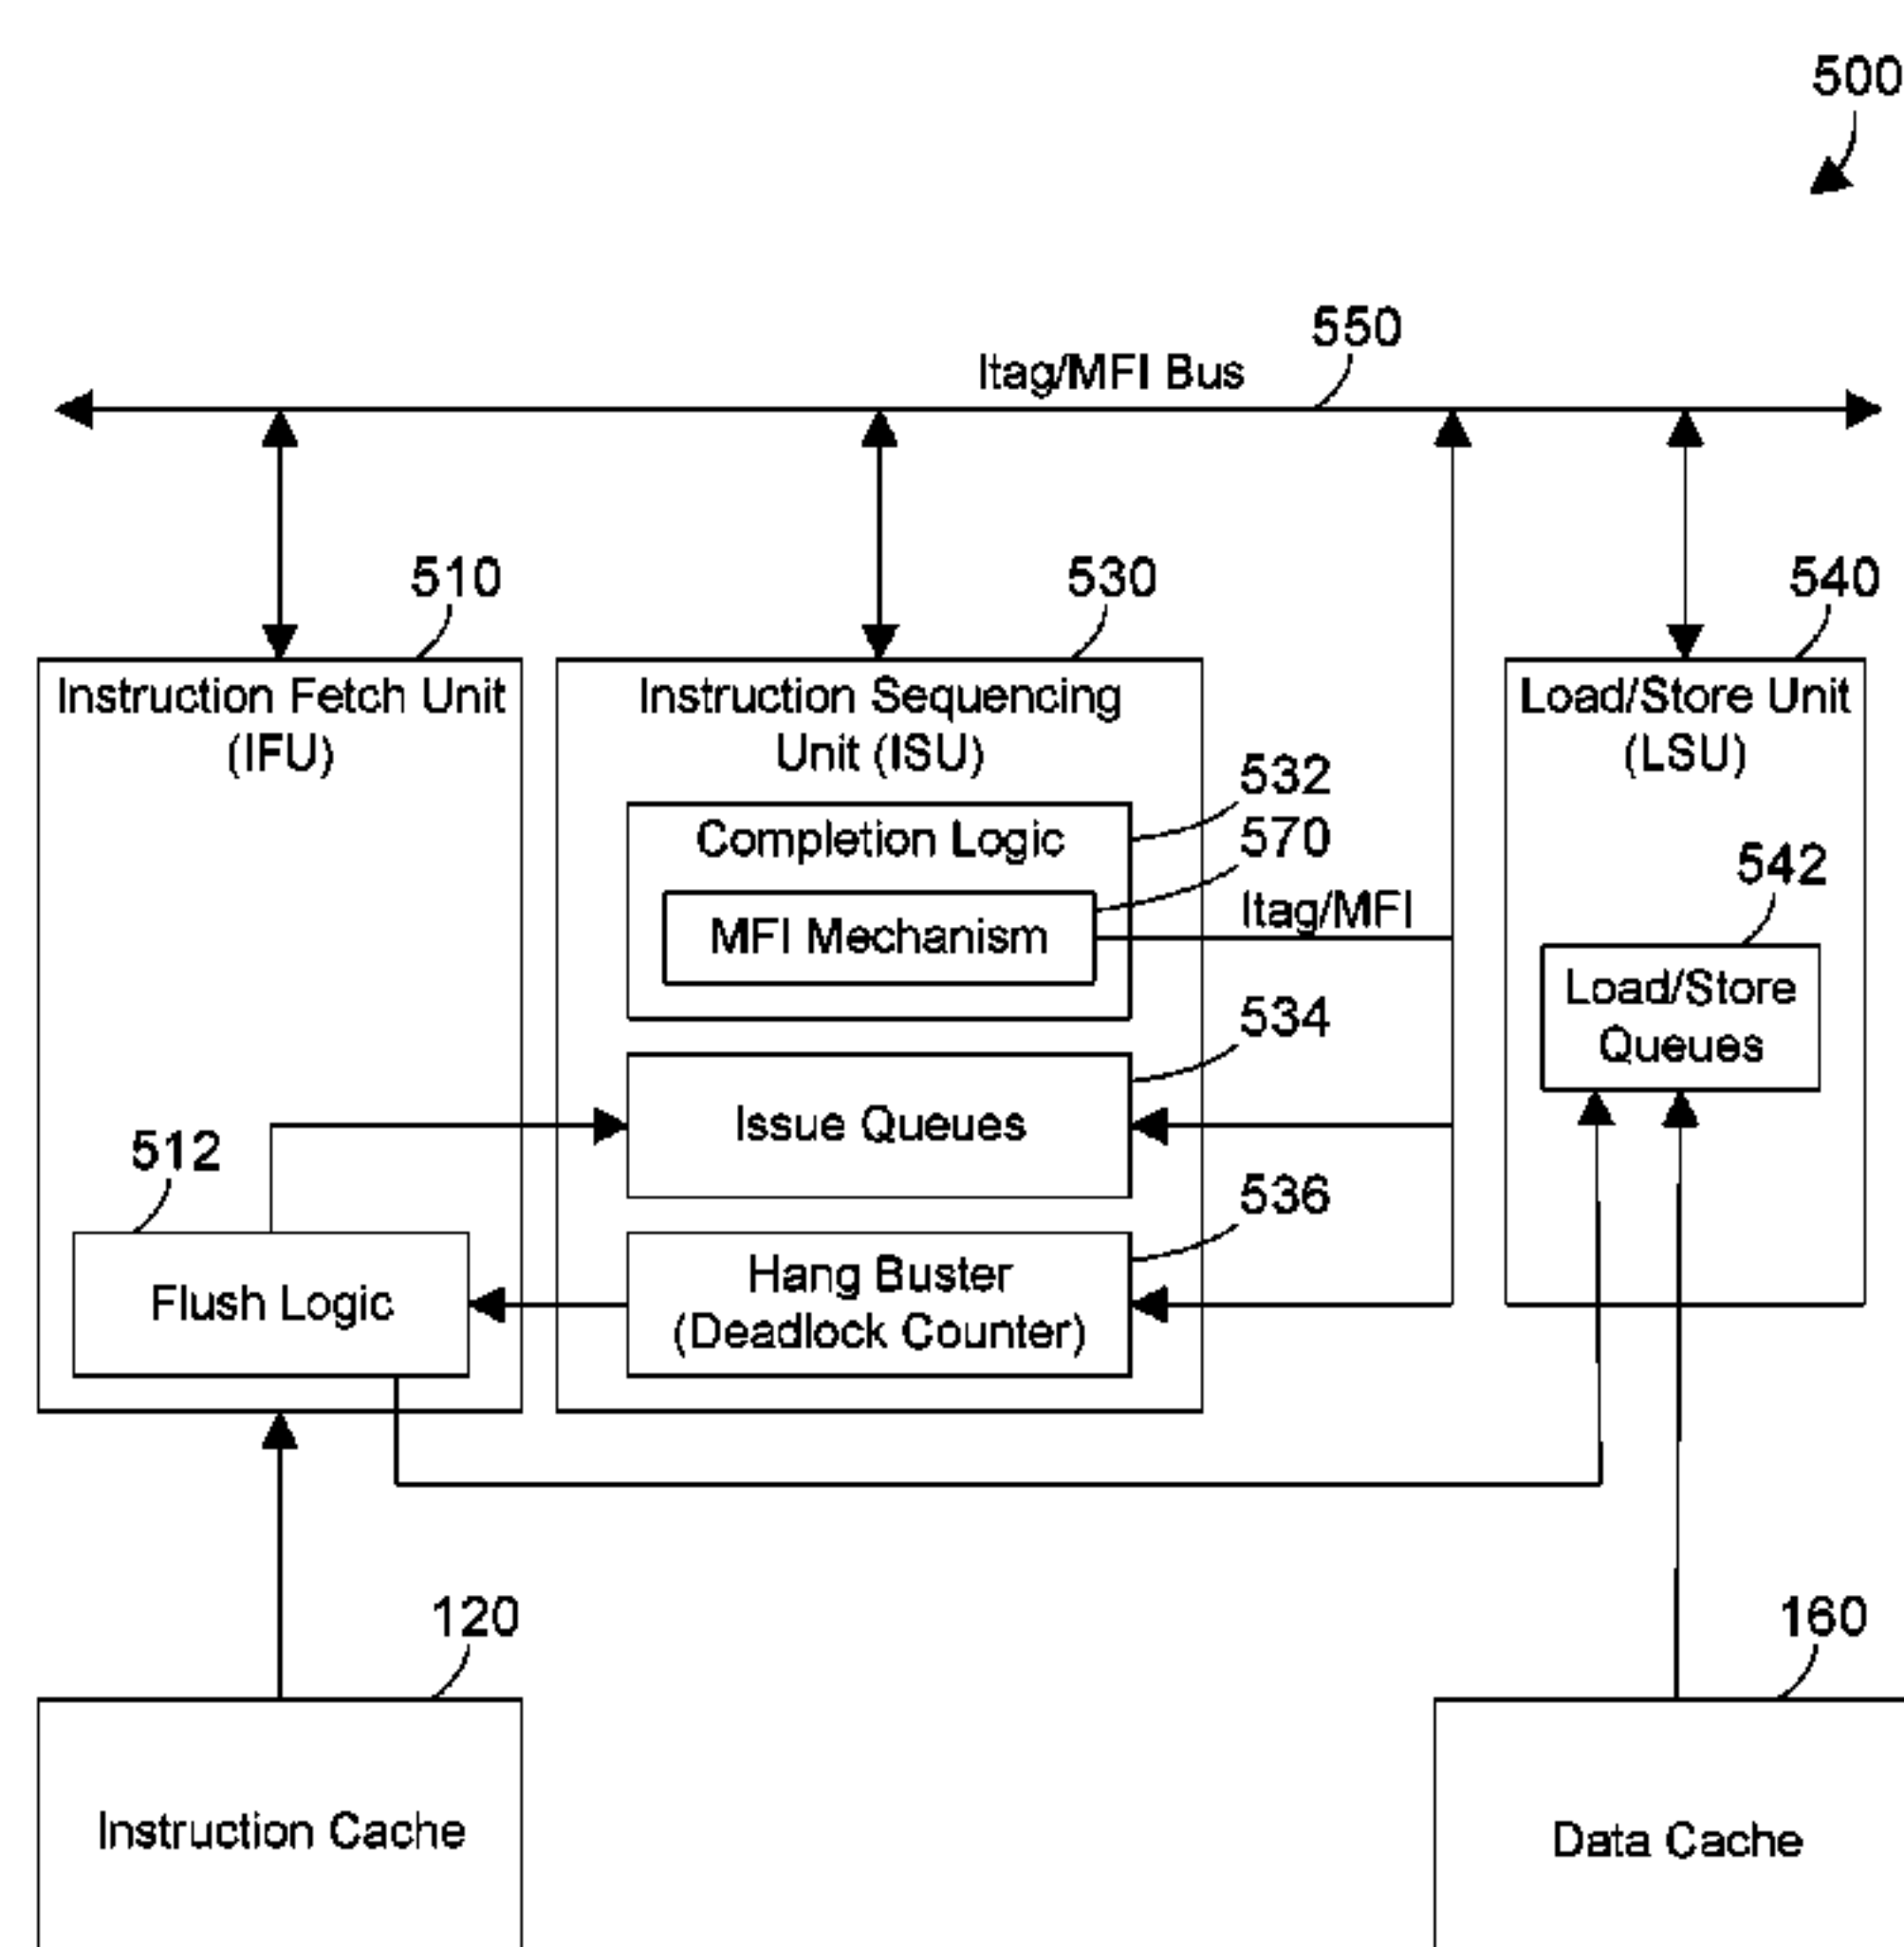 500
550
Itag/MFI Bus
510
530
540
Instruction Fetch Unit
(IFU)
Instruction Sequencing
Unit (ISU)
Load/Store Unit
(LSU)
532
Completion Logic
570
MFI Mechanism
Itag/MFI
542
Load/Store
Queues
534
Issue Queues
512
536
Flush Logic
Hang Buster
(Deadlock Counter)
120
160
Instruction Cache
Data Cache